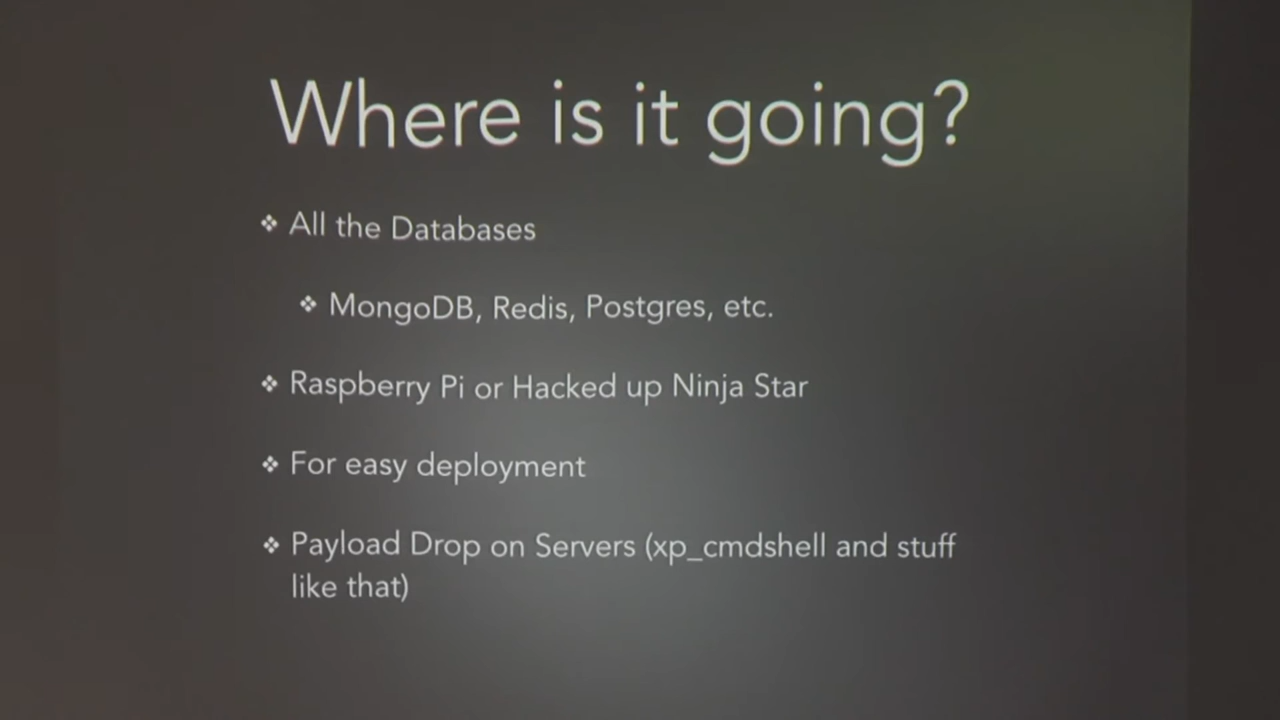 Where is it going?
❖ All the Databases
❖ MongoDB, Redis, Postgres, etc.
❖ Raspberry Pi or Hacked up Ninja Star
❖ For easy deployment
❖ Payload Drop on Servers (xp_cmdshell and stuff
like that)